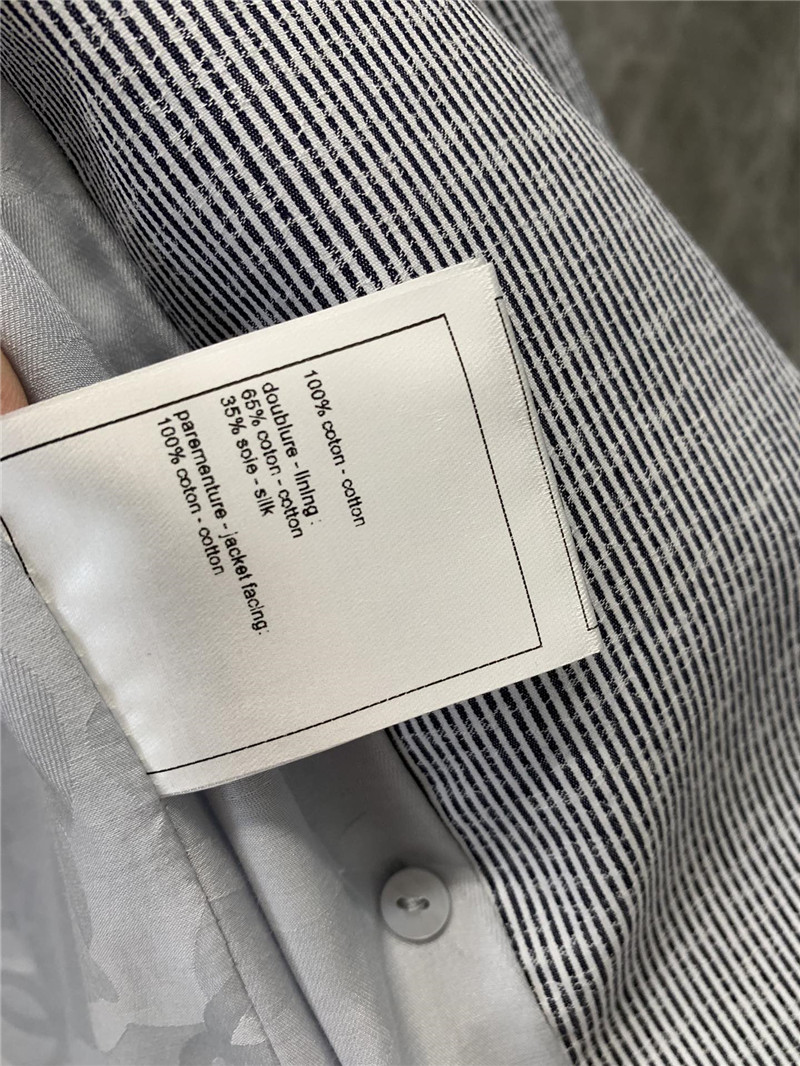 100% coton - cotton
doublure - lining :
65% coton - cotton
35% soie - silk
parementure - jacket facing:
100% coton - cotton